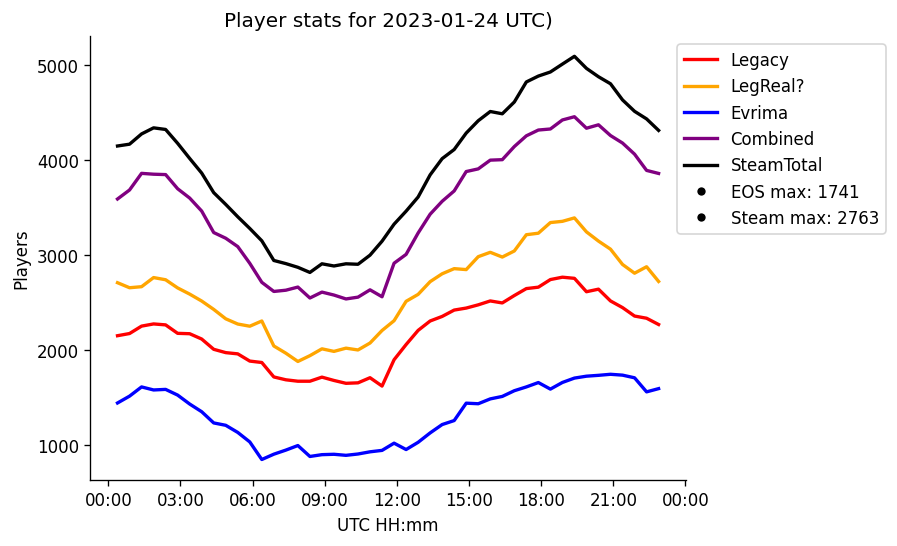 Player stats for 2023-01-24 UTC)
5000
4000
3000
2000
1000
Players
00:00 03:00 06:00 09:00 12:00 15:00 18:00 21:00 00:00
UTC HH:mm
Legacy
LegReal?
Evrima
Combined
SteamTotal
EOS max: 1741
Steam max: 2763